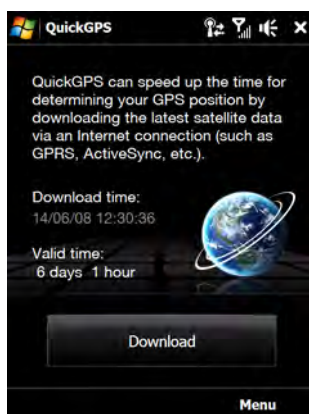 QuickGPS
QuickGPS can speed up the time for
determining your GPS position by
downloading the latest satellite data
via an Internet connection (such as
GPRS, ActiveSync, etc.).
Download time:
14/06/08 12:30:36
Valid time:
6 days 1 hour
Download
Menu